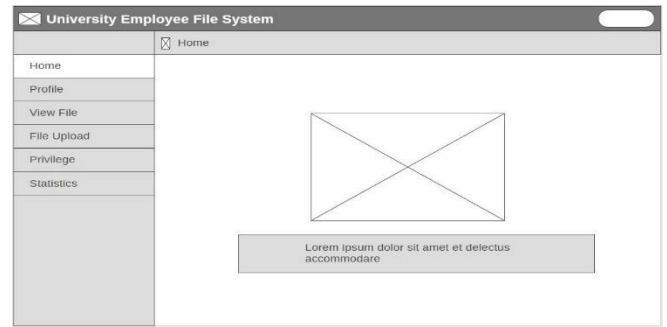 University Employee File System
Home
Home
Profile
View File
File Upload
Privilege
Statistics
Lorem ipsum dolor sit amet et delectus
accommodare